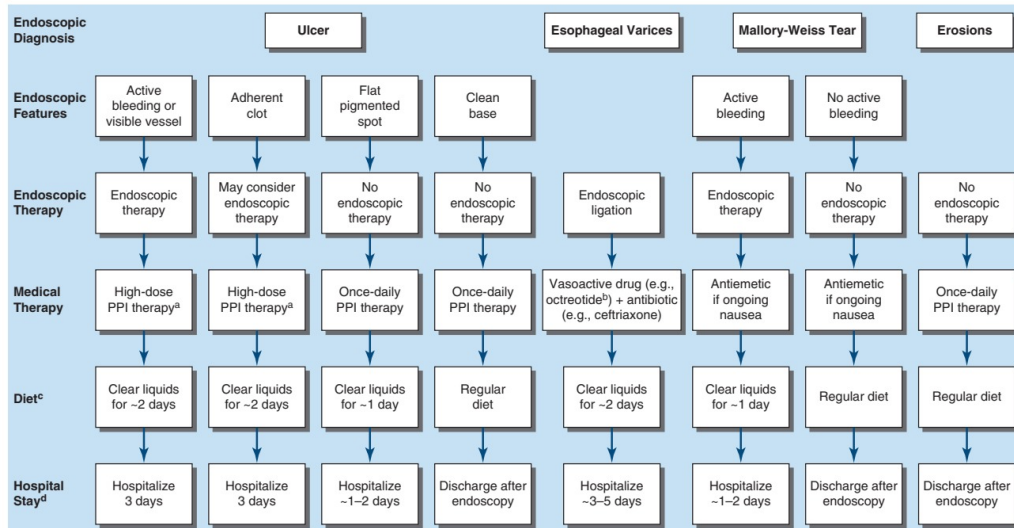 Endoscopic
Diagnosis
Ulcer
Esophageal Varices
Mallory-Weiss Tear
Erosions
Endoscopic
Features
Active
bleeding or
visible vessel
Adherent
clot
Flat
pigmented
spot
Clean
base
Active
bleeding
No active
bleeding
Endoscopic
Therapy
Endoscopic
therapy
May consider
endoscopic
therapy
No
endoscopic
therapy
No
endoscopic
therapy
Endoscopic
ligation
Endoscopic
therapy
No
endoscopic
therapy
No
endoscopic
therapy
Medical
Therapy
High-dose
PPI therapyᵃ
High-dose
PPI therapyᵃ
Once-daily
PPI therapy
Once-daily
PPI therapy
Vasoactive drug (e.g.,
octreotideᵇ) + antibiotic
(e.g., ceftriaxone)
Antiemetic
if ongoing
nausea
Antiemetic
if ongoing
nausea
Once-daily
PPI therapy
Dietᶜ
Clear liquids
for ~2 days
Clear liquids
for ~2 days
Clear liquids
for ~1 day
Regular
diet
Clear liquids
for ~2 days
Clear liquids
for ~1 day
Regular diet
Regular diet
Hospital
Stayᵈ
Hospitalize
3 days
Hospitalize
3 days
Hospitalize
~1–2 days
Discharge after
endoscopy
Hospitalize
~3–5 days
Hospitalize
~1–2 days
Discharge after
endoscopy
Discharge after
endoscopy